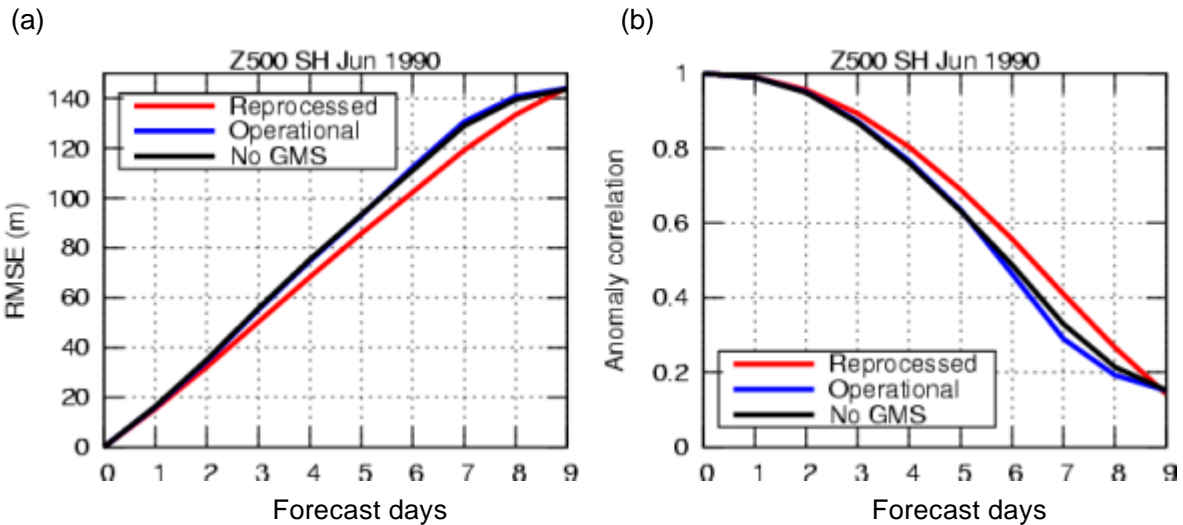 (a)
Z500 SH Jun 1990
140
120
100
80
60
40
20
0
RMSE (m)
Reprocessed
Operational
No GMS
0 1 2 3 4 5 6 7 8 9
Forecast days
(b)
Z500 SH Jun 1990
1
0.8
0.6
0.4
0.2
0
Anomaly correlation
Reprocessed
Operational
No GMS
0 1 2 3 4 5 6 7 8 9
Forecast days